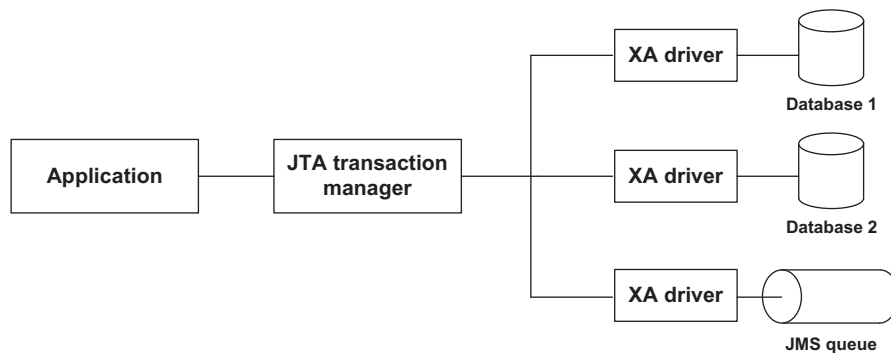 XA driver
Database 1
Application
JTA transaction
manager
XA driver
Database 2
XA driver
JMS queue